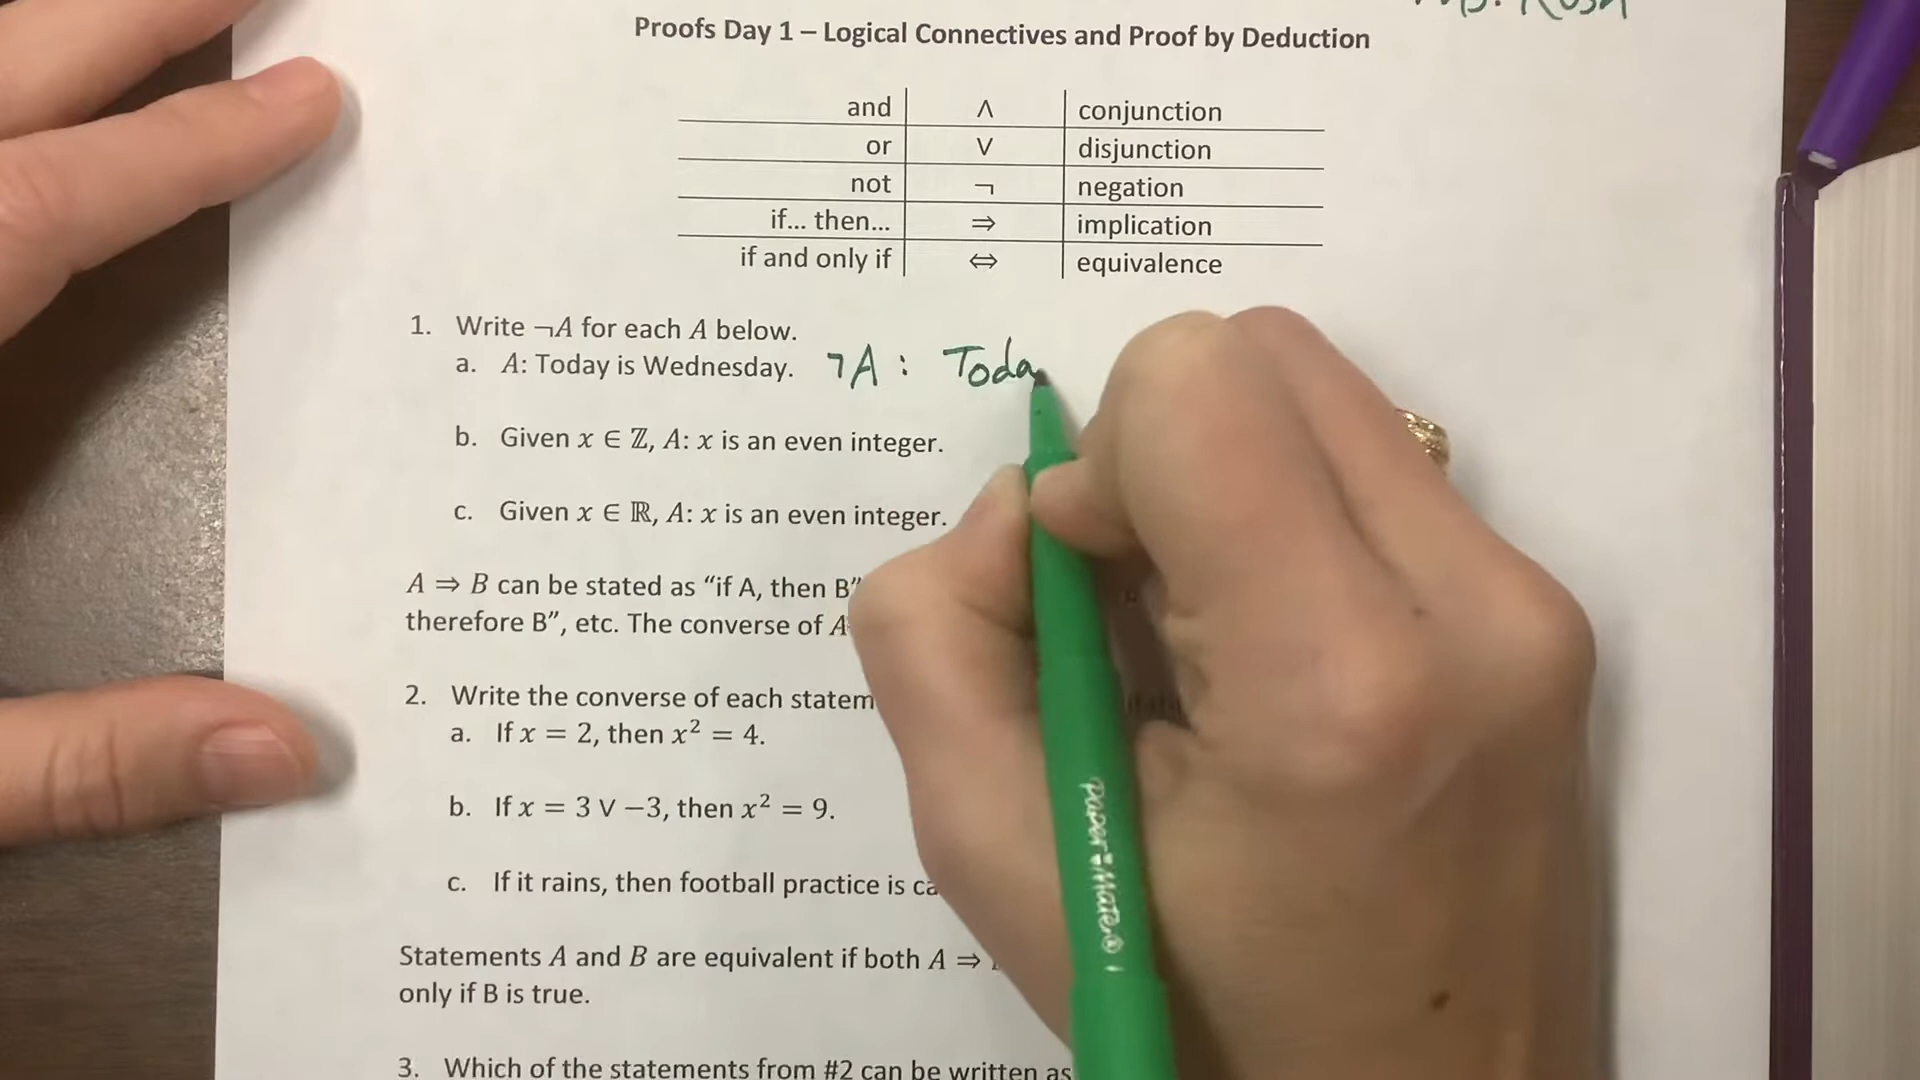 Proofs Day 1 – Logical Connectives and Proof by Deduction
and ∧ conjunction
or ∨ disjunction
not ¬ negation
if... then... ⇒ implication
if and only if ⇔ equivalence
1. Write ¬A for each A below.
a. A: Today is Wednesday. ¬A : Toda
b. Given x ∈ ℤ, A: x is an even integer.
c. Given x ∈ ℝ, A: x is an even integer.
A ⇒ B can be stated as “if A, then B”
therefore B”, etc. The converse of A
2. Write the converse of each statem
a. If x = 2, then x² = 4.
b. If x = 3 ∨ −3, then x² = 9.
c. If it rains, then football practice is ca
Statements A and B are equivalent if both A ⇒
only if B is true.
3. Which of the statements from #2 can be written as
paper mate®